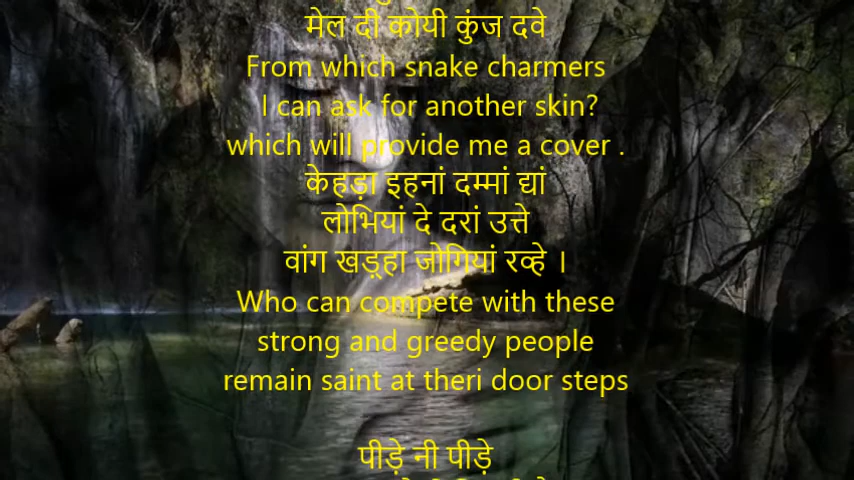 मेल दी कोयी कुंज दवे
From which snake charmers
I can ask for another skin?
which will provide me a cover .
केहड़ा इहनां दम्मां द्यां
लोभियां दे दरां उत्ते
वांग खड़्हा जोगियां रव्हे ।
Who can compete with these
strong and greedy people
remain saint at theri door steps
पीड़े नी पीड़े